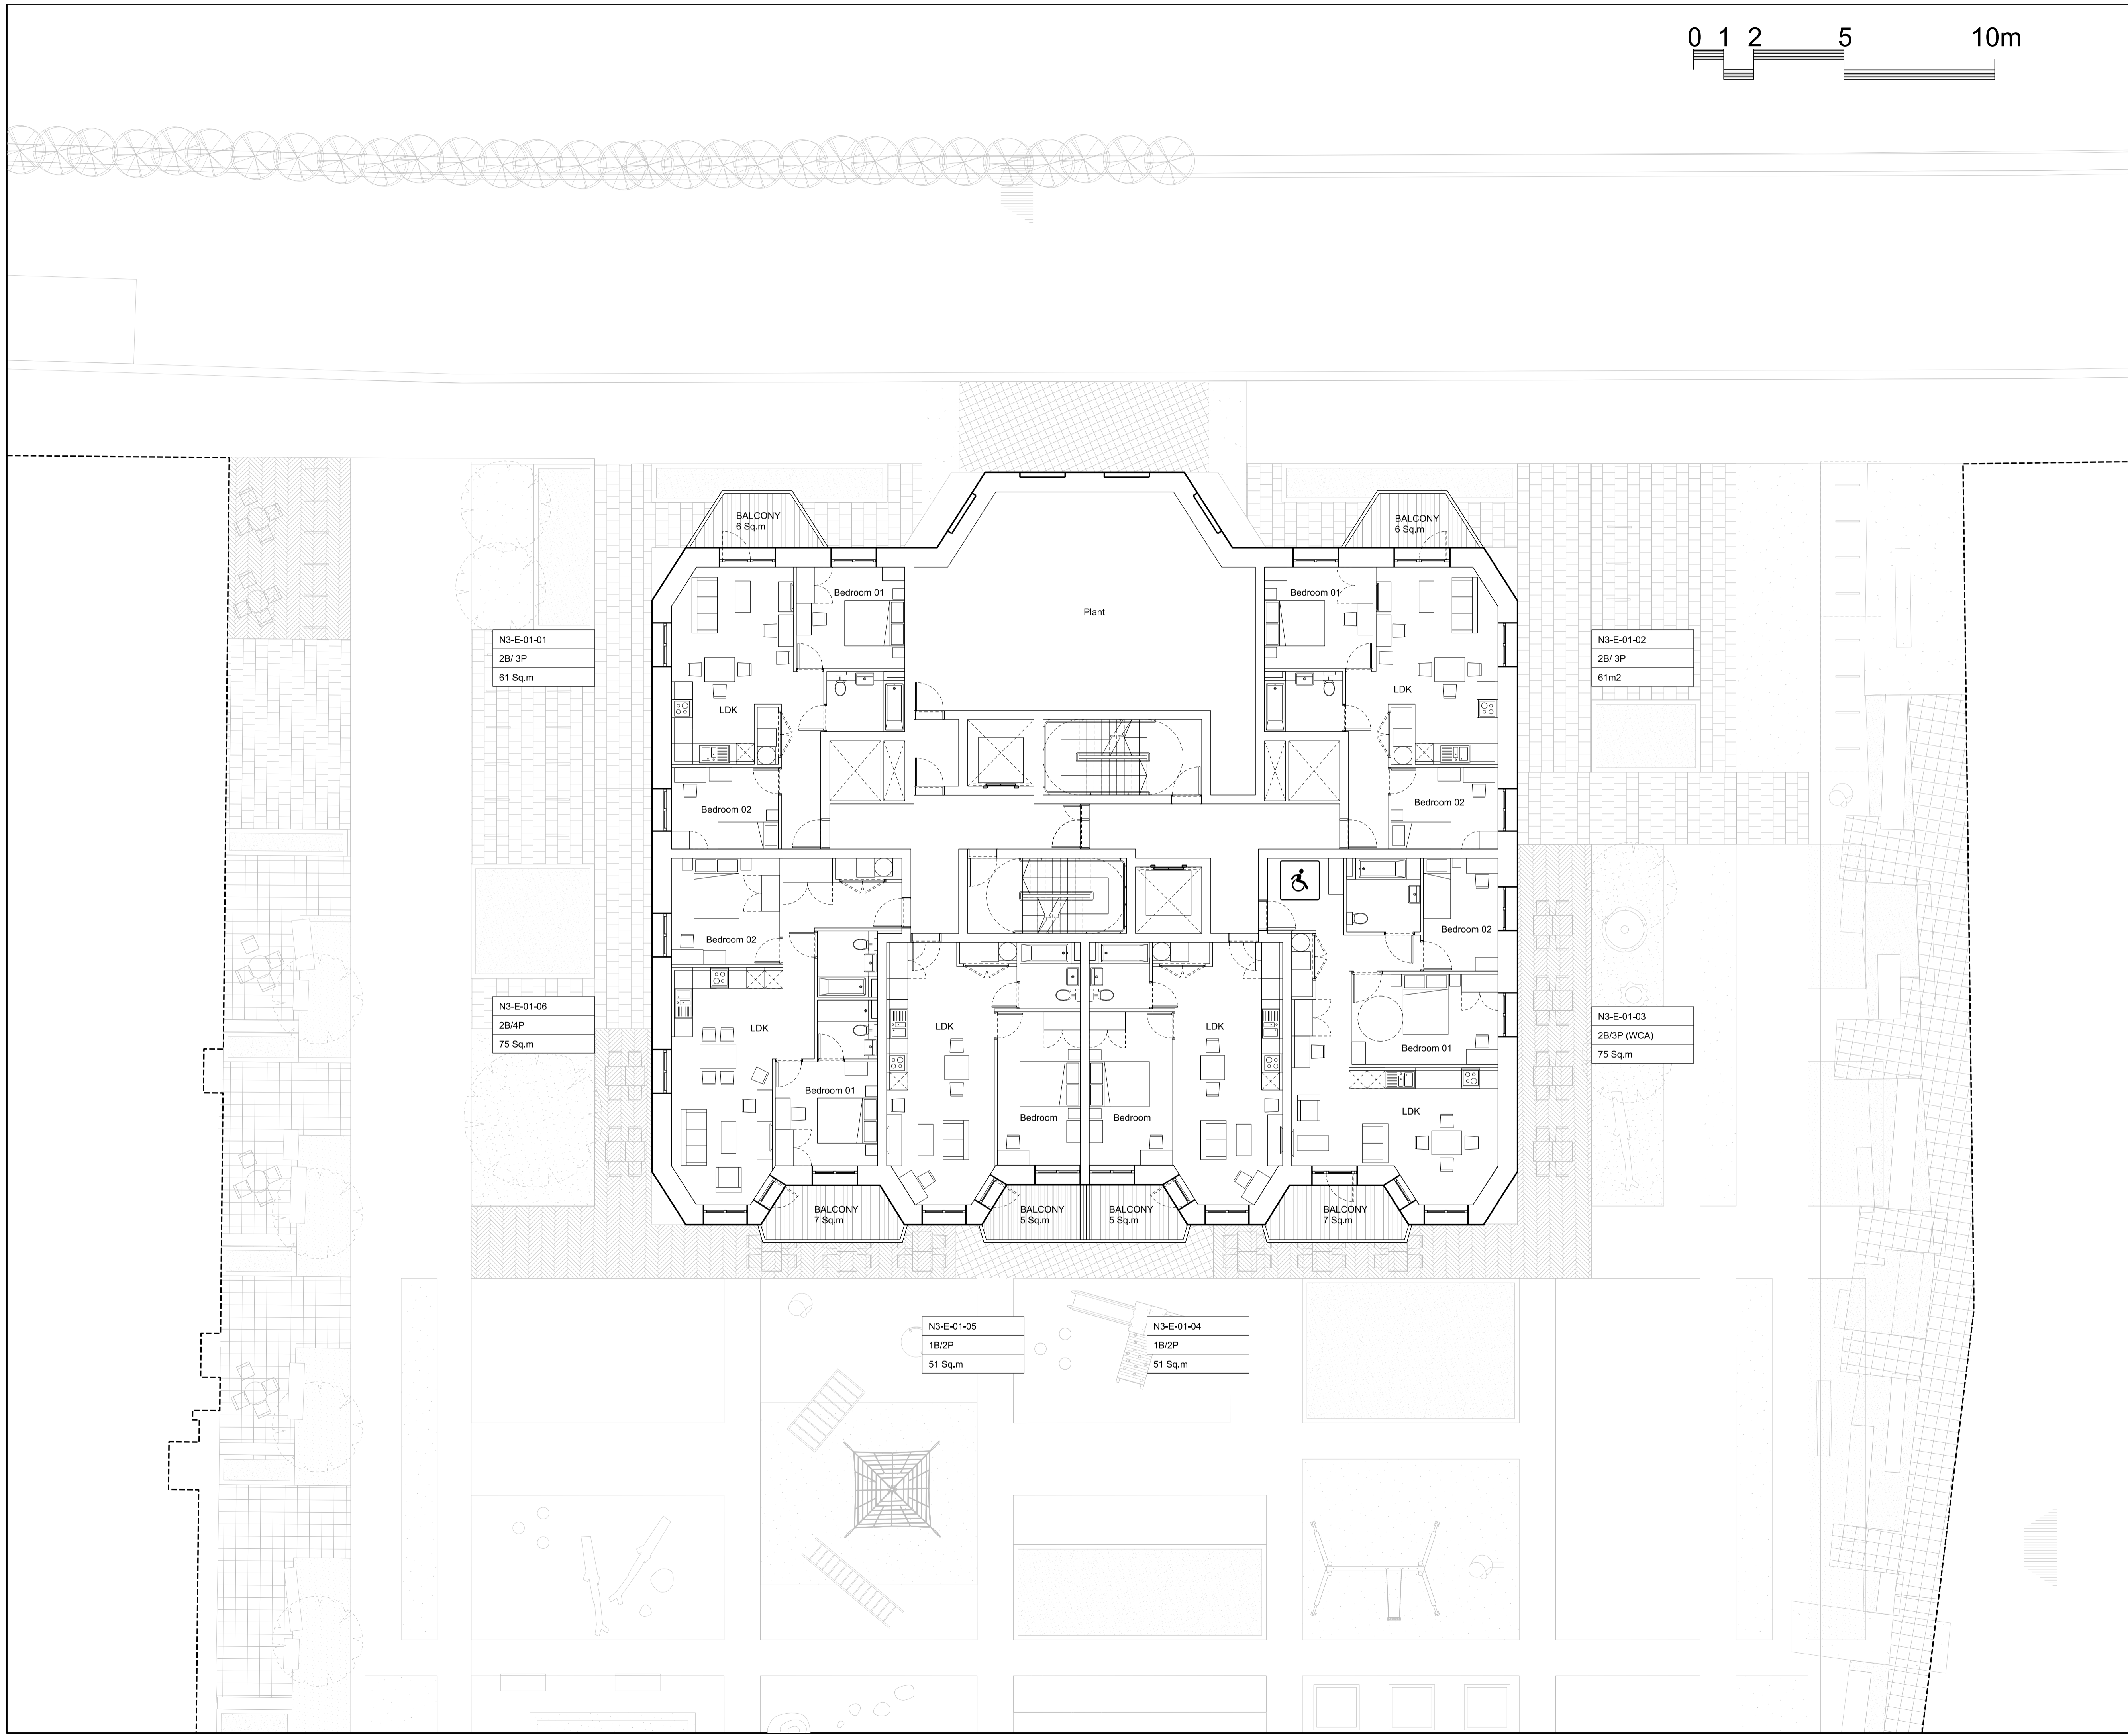 0 1 2 5 10m
BALCONY
6 Sq.m
BALCONY
6 Sq.m
Bedroom 01
Bedroom 01
Plant
N3-E-01-01
2B/ 3P
61 Sq.m
N3-E-01-02
2B/ 3P
61m2
LDK
LDK
Bedroom 02
Bedroom 02
Bedroom 02
Bedroom 02
N3-E-01-06
2B/4P
75 Sq.m
N3-E-01-03
2B/3P (WCA)
75 Sq.m
LDK
LDK
LDK
Bedroom 01
Bedroom 01
Bedroom
Bedroom
LDK
BALCONY
7 Sq.m
BALCONY
5 Sq.m
BALCONY
5 Sq.m
BALCONY
7 Sq.m
N3-E-01-05
1B/2P
51 Sq.m
N3-E-01-04
1B/2P
51 Sq.m